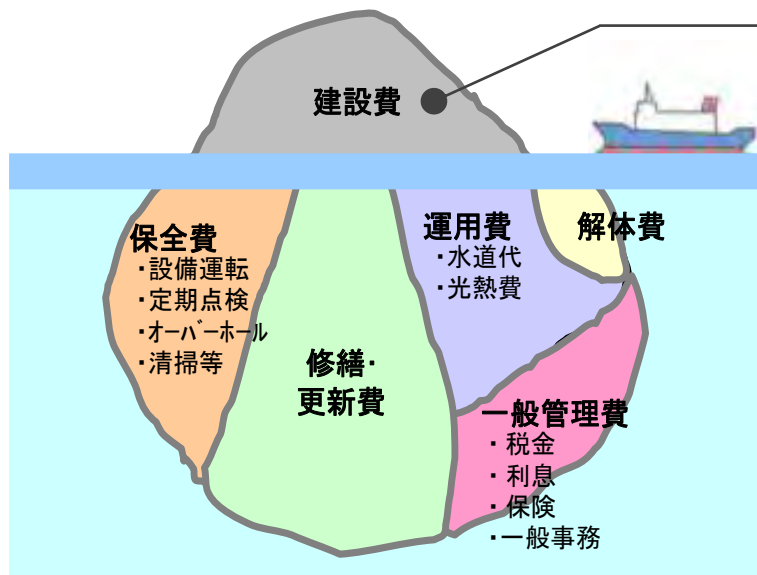 建設費
保全費
・設備運転
・定期点検
・ｵｰﾊﾞｰﾎｰﾙ
・清掃等
修繕・
更新費
運用費
・水道代
・光熱費
解体費
一般管理費
・税金
・利息
・保険
・一般事務